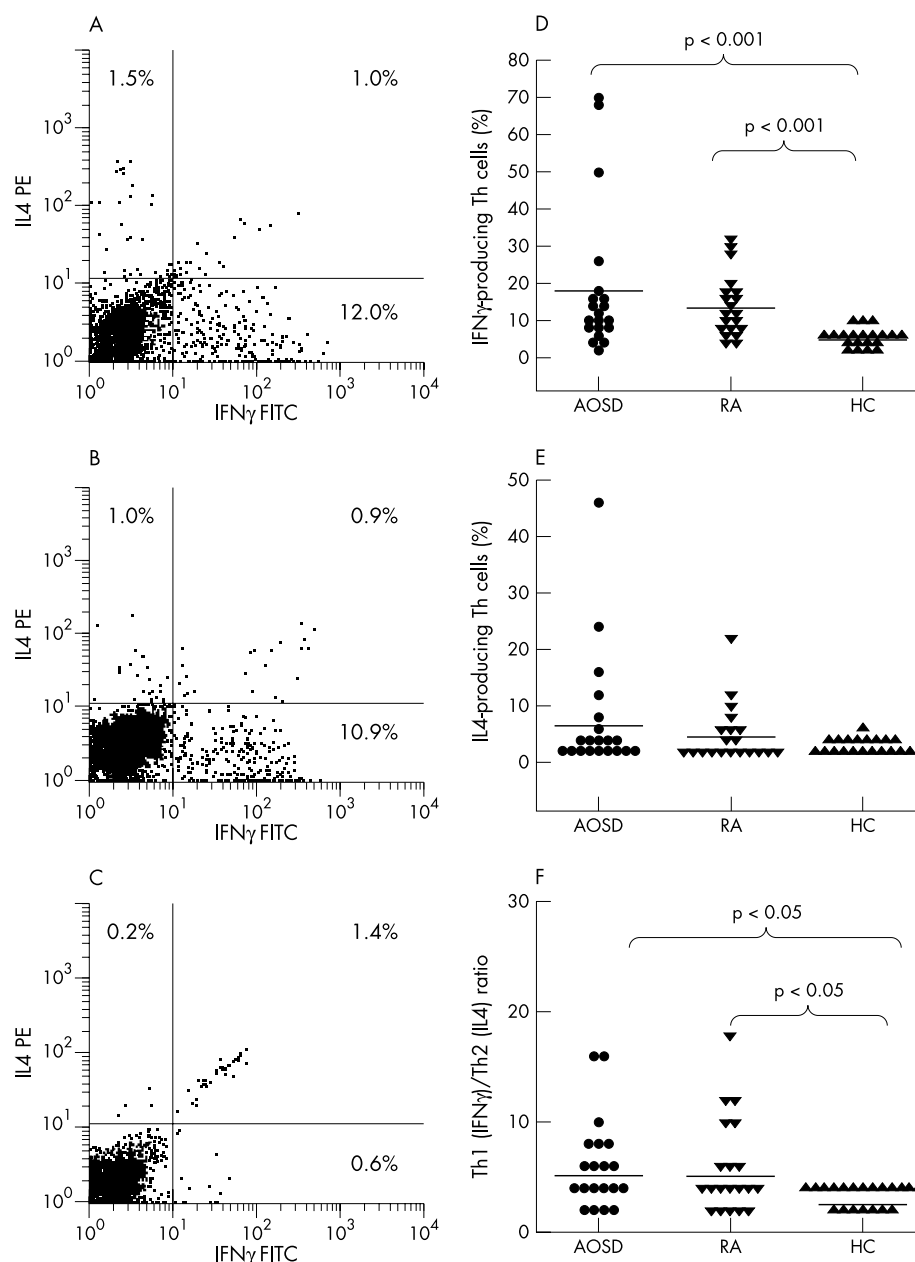 A
1.5%
1.0%
12.0%
IL4 PE
10³
10²
10¹
10⁰
10⁰ 10¹ 10² 10³ 10⁴
IFNγ FITC
B
1.0%
0.9%
10.9%
IL4 PE
10³
10²
10¹
10⁰
10⁰ 10¹ 10² 10³ 10⁴
IFNγ FITC
C
0.2%
1.4%
0.6%
IL4 PE
10³
10²
10¹
10⁰
10⁰ 10¹ 10² 10³ 10⁴
IFNγ FITC
D
p < 0.001
p < 0.001
IFNγ-producing Th cells (%)
80
70
60
50
40
30
20
10
0
AOSD RA HC
E
IL4-producing Th cells (%)
50
40
30
20
10
0
AOSD RA HC
F
p < 0.05
p < 0.05
Th1 (IFNγ)/Th2 (IL4) ratio
30
20
10
0
AOSD RA HC